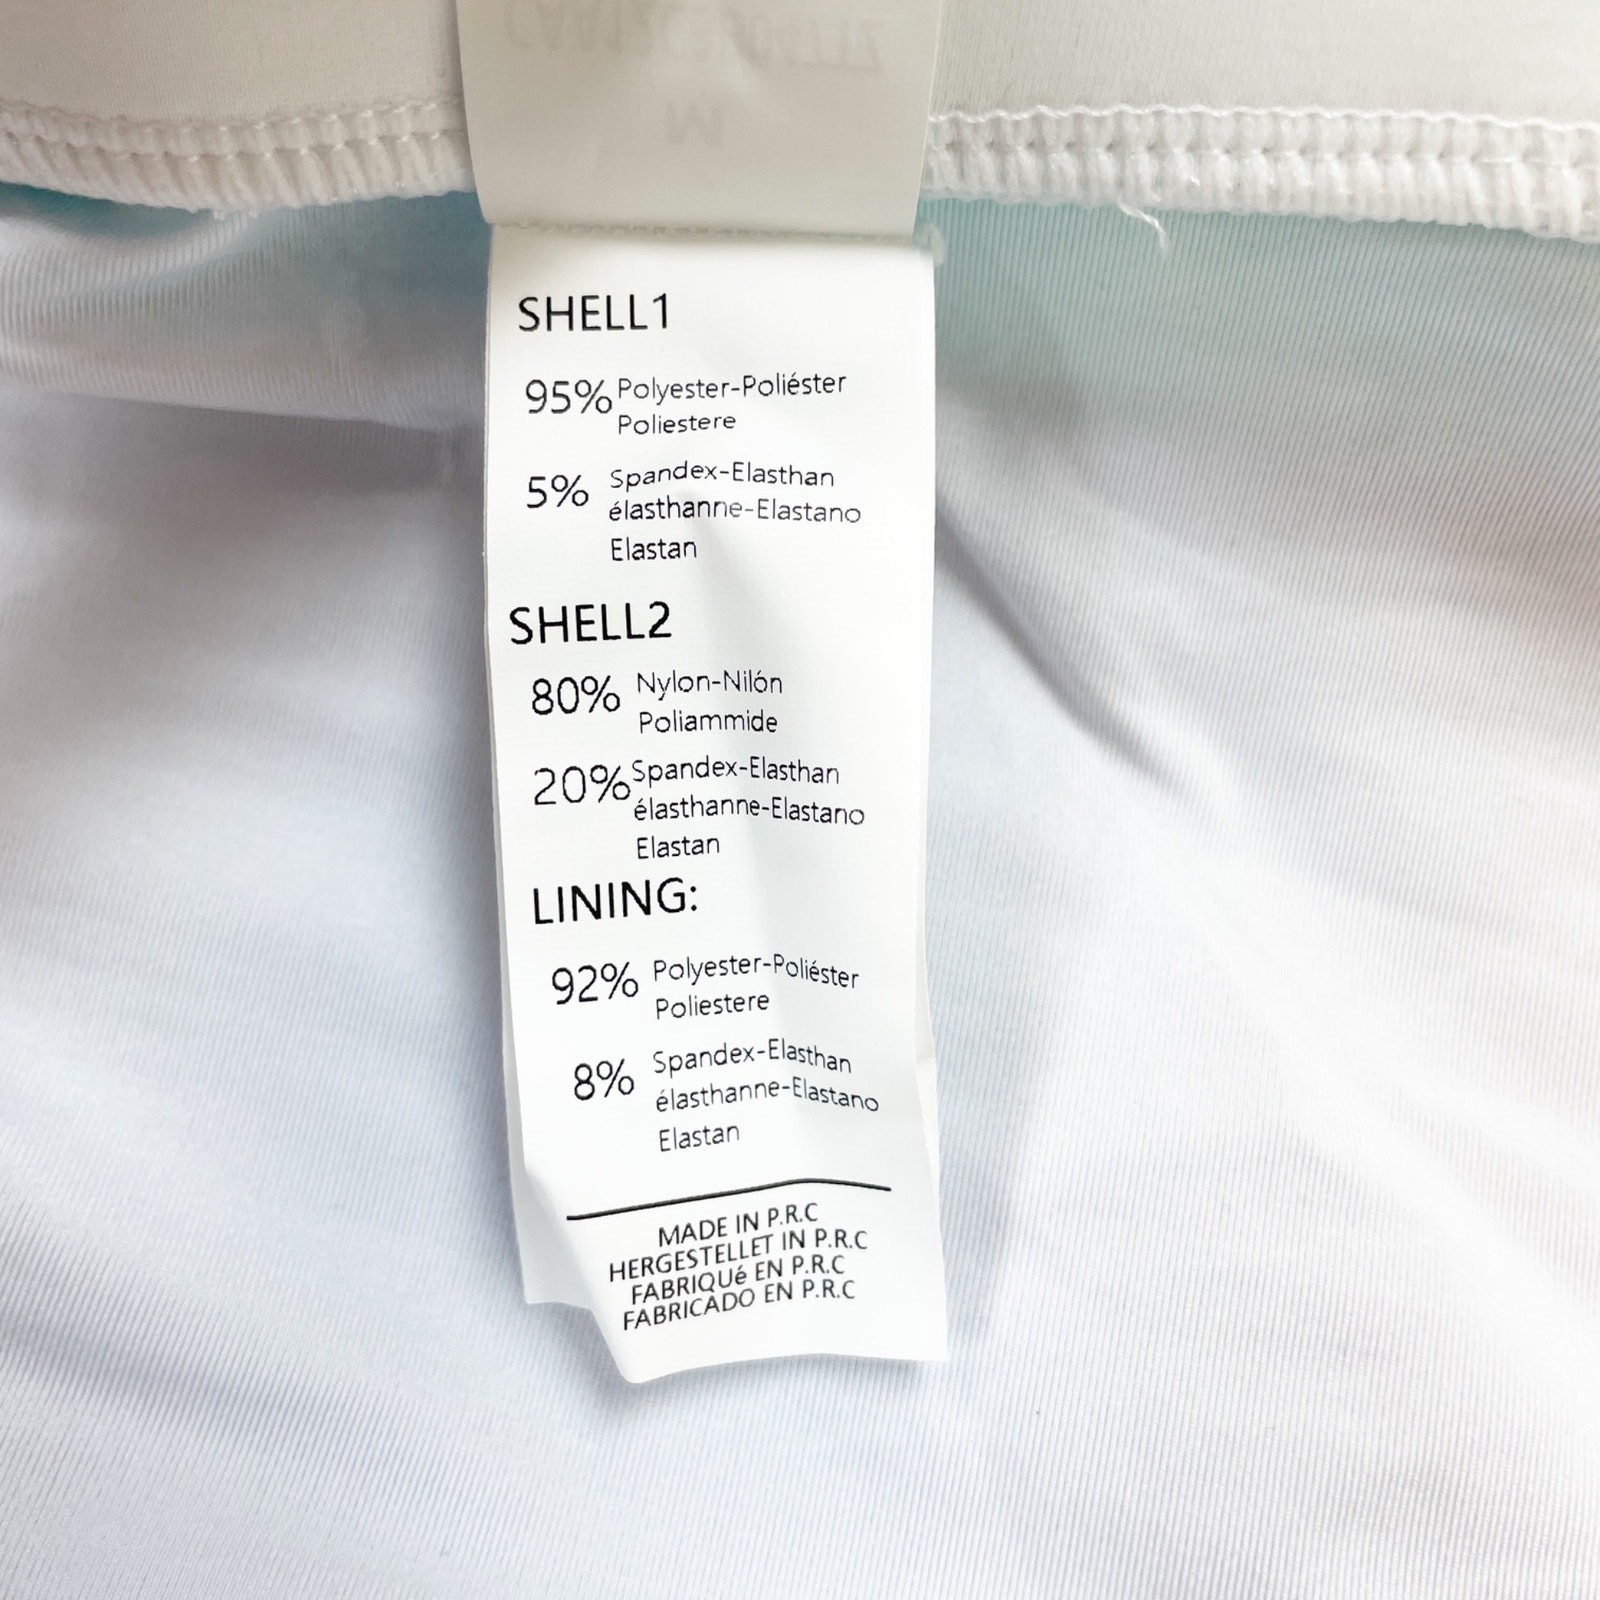 SHELL1
95% Polyester-Poliéster
Poliestere
5% Spandex-Elasthan
élasthanne-Elastano
Elastan
SHELL2
80% Nylon-Nilón
Poliammide
20% Spandex-Elasthan
élasthanne-Elastano
Elastan
LINING:
92% Polyester-Poliéster
Poliestere
8% Spandex-Elasthan
élasthanne-Elastano
Elastan
MADE IN P.R.C
HERGESTELLET IN P.R.C
FABRIQUé EN P.R.C
FABRICADO EN P.R.C